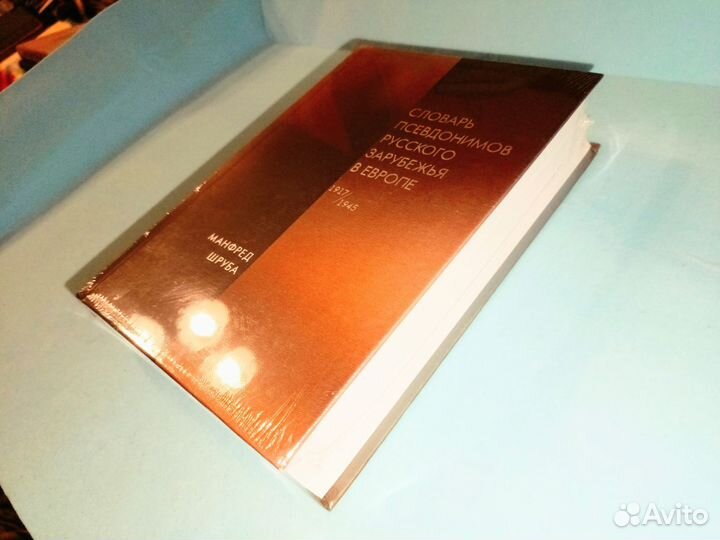 СЛОВАРЬ
ПСЕВДОНИМОВ
РУССКОГО
ЗАРУБЕЖЬЯ
В ЕВРОПЕ
1917/
/1945
МАНФРЕД
ШРУБА
Avito